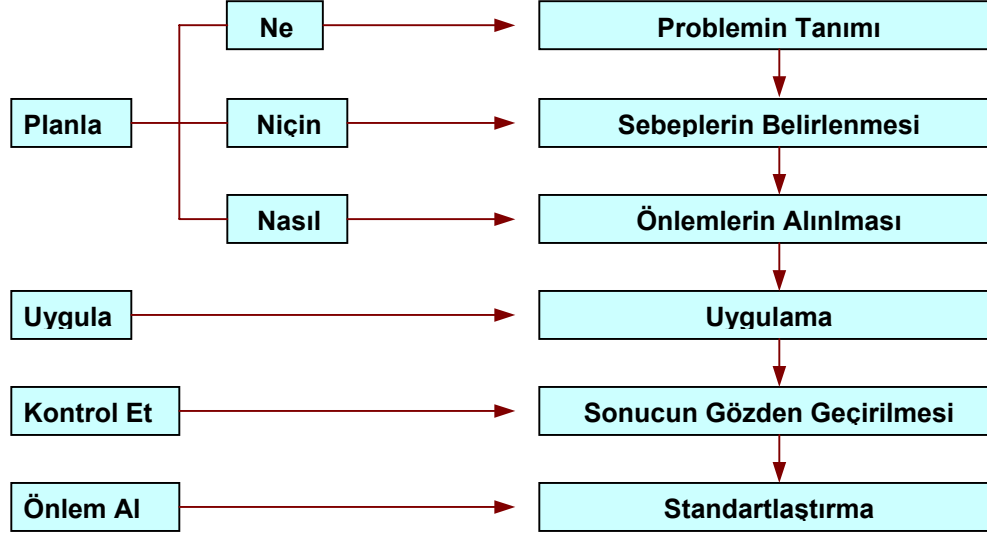 Ne
Problemin Tanımı
Planla
Niçin
Sebeplerin Belirlenmesi
Nasıl
Önlemlerin Alınlması
Uygula
Uygulama
Kontrol Et
Sonucun Gözden Geçirilmesi
Önlem Al
Standartlaştırma